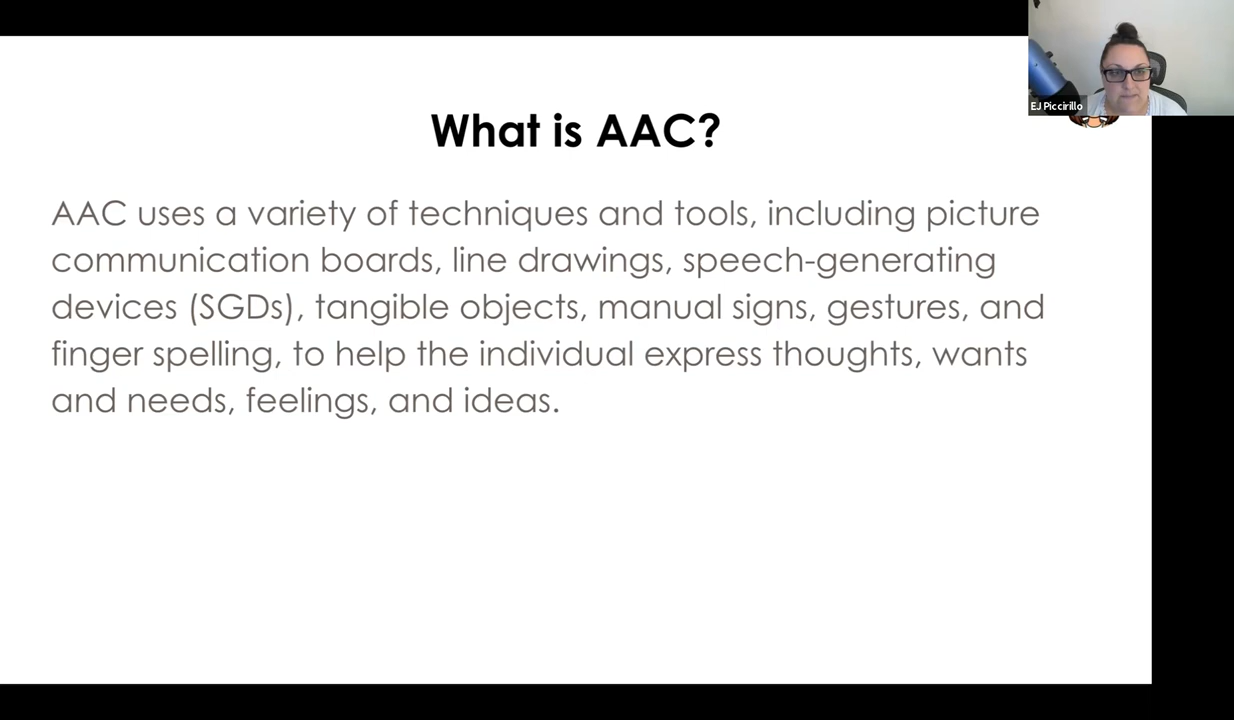 What is AAC?
AAC uses a variety of techniques and tools, including picture
communication boards, line drawings, speech-generating
devices (SGDs), tangible objects, manual signs, gestures, and
finger spelling, to help the individual express thoughts, wants
and needs, feelings, and ideas.
EJ Piccirillo